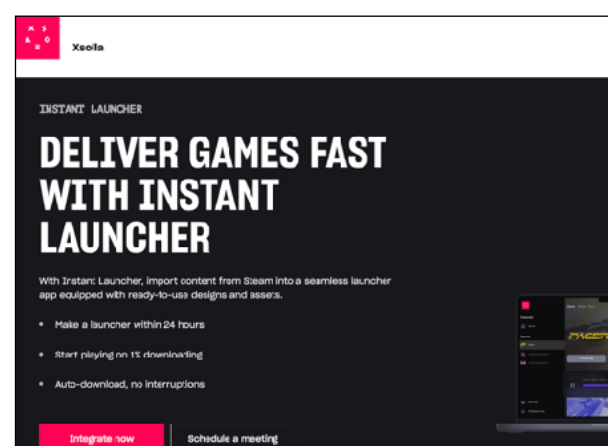 X S
Xsolla
INSTANT LAUNCHER
DELIVER GAMES FAST
WITH INSTANT
LAUNCHER
With Instant Launcher, import content from Steam into a seamless launcher
app equipped with ready-to-use designs and assets.
• Make a launcher within 24 hours
• Start playing on 1% downloading
• Auto-download, no interruptions
Integrate now
Schedule a meeting